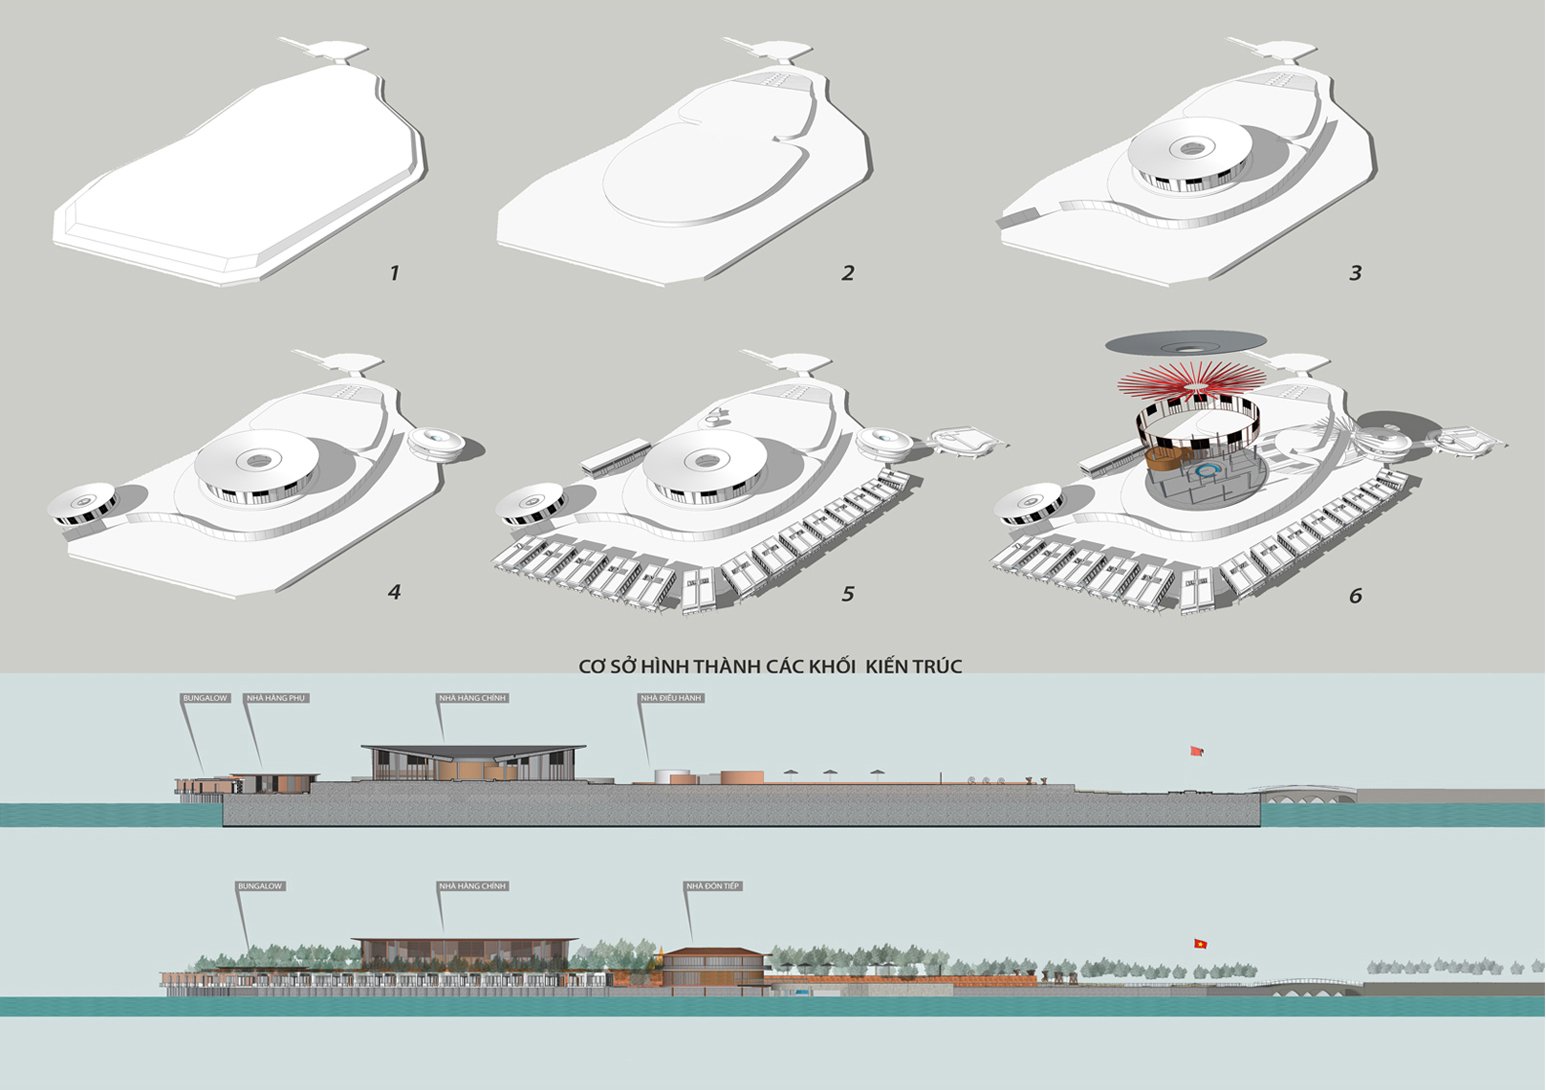 1
2
3
4
5
6
CƠ SỞ HÌNH THÀNH CÁC KHỐI KIẾN TRÚC
BUNGALOW
NHÀ HÀNG PHỤ
NHÀ HÀNG CHÍNH
NHÀ ĐIỀU HÀNH
BUNGALOW
NHÀ HÀNG CHÍNH
NHÀ ĐÓN TIẾP